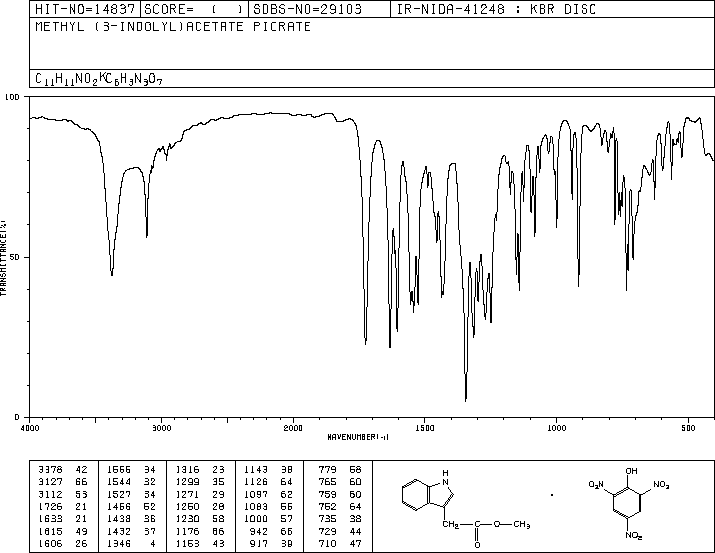 HIT-NO=14837 SCORE= ( ) SDBS-NO=29103 IR-NIDA-41248 : KBR DISC
METHYL (3-INDOLYL)ACETATE PICRATE
C11H11NO2*C6H3N3O7
100
50
0
TRANSMITTANCE(%)
4000 3000 2000 1500 1000 500
WAVENUMBER(-1)
3378 42 1566 34 1316 23 1143 38 779 58
3127 66 1544 32 1299 35 1126 64 765 60
3112 53 1527 34 1271 29 1097 62 759 60
1726 21 1456 52 1250 28 1083 55 752 64
1633 21 1438 36 1230 58 1000 57 735 38
1615 49 1432 37 1176 66 942 66 729 44
1606 26 1346 4 1153 43 917 39 710 47
H
N
CH2 C O CH3
O
OH
NO2 NO2
NO2